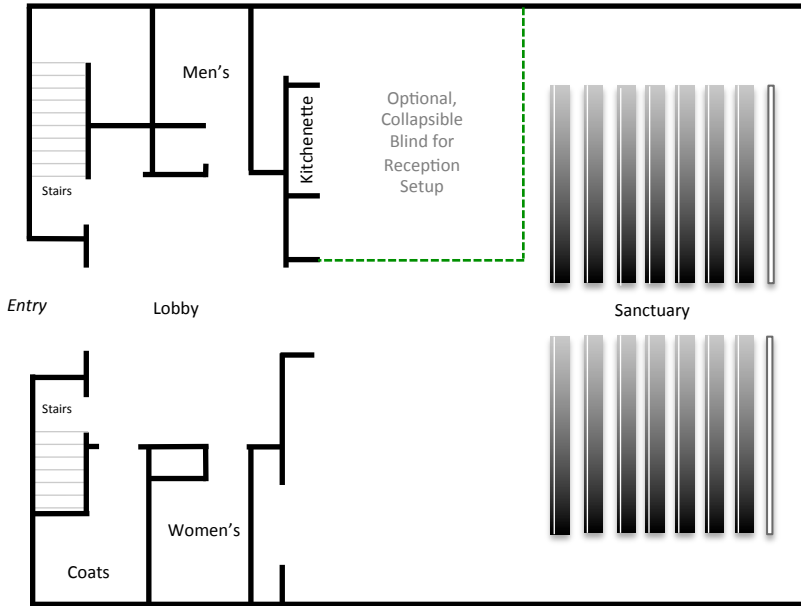 Men’s
Kitchenette
Optional,
Collapsible
Blind for
Reception
Setup
Stairs
Entry
Lobby
Sanctuary
Stairs
Women’s
Coats